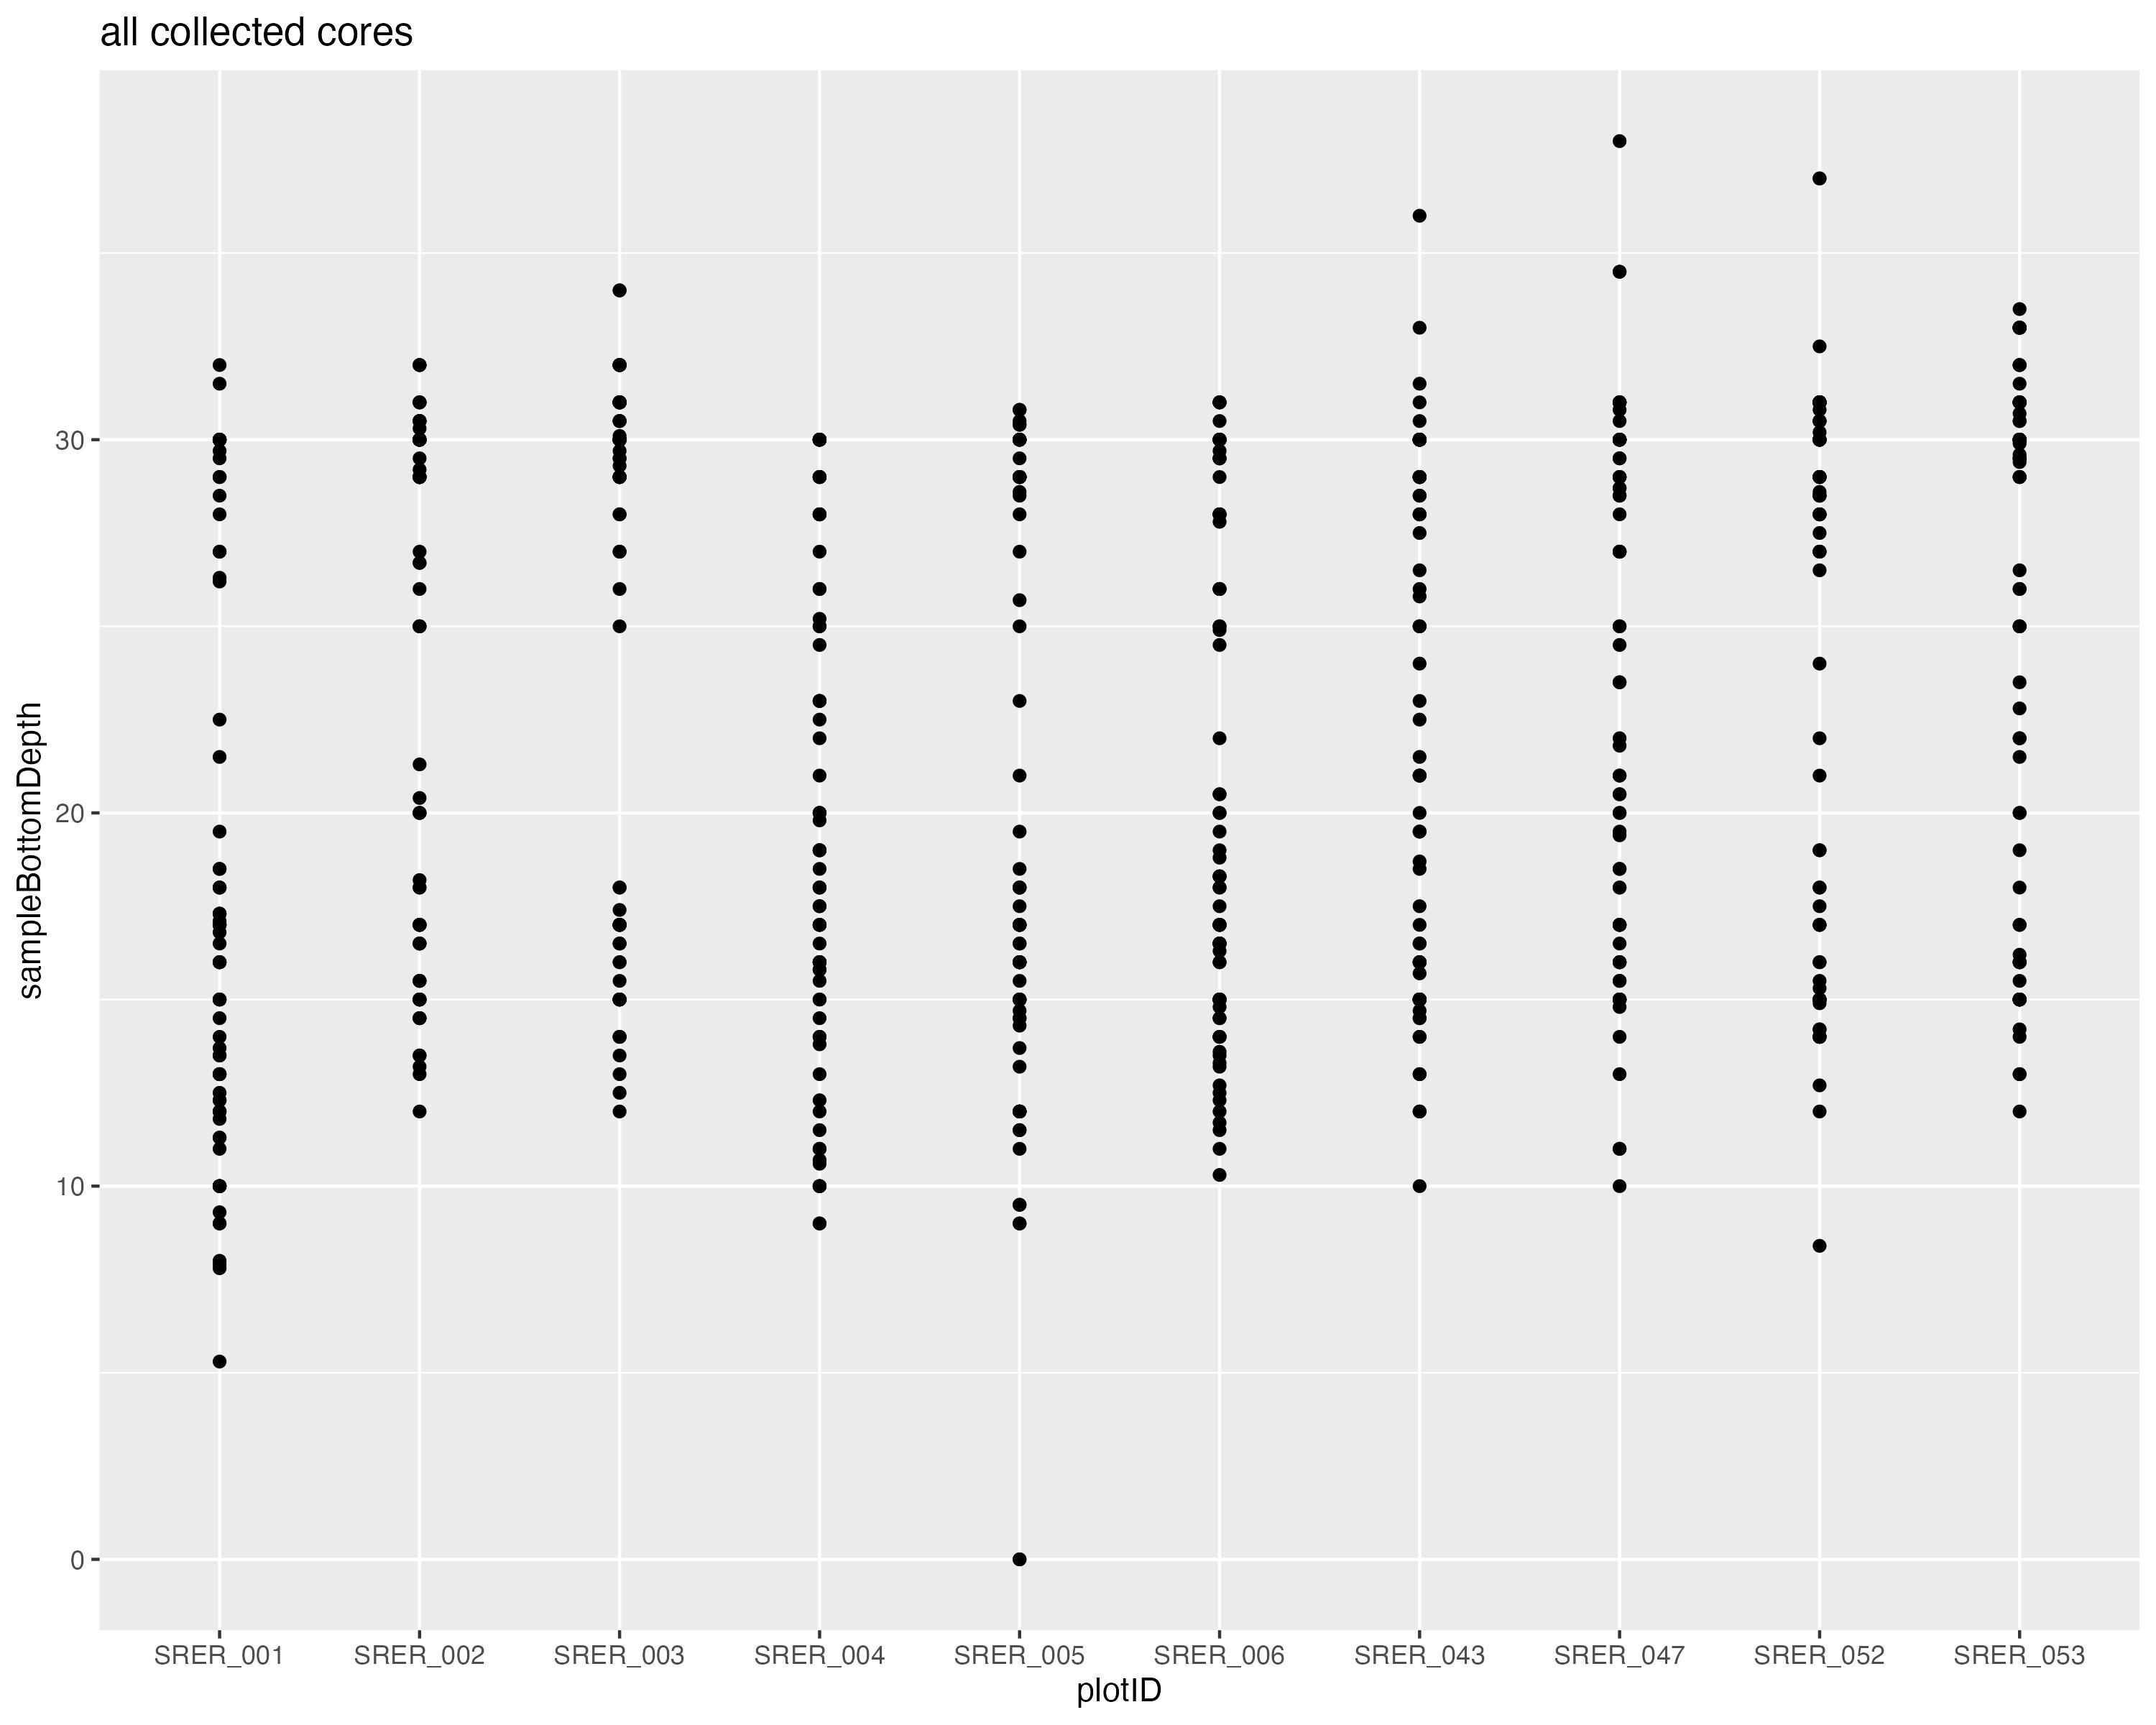 all collected cores
sampleBottomDepth
30
20
10
0
SRER_001 SRER_002 SRER_003 SRER_004 SRER_005 SRER_006 SRER_043 SRER_047 SRER_052 SRER_053
plotID